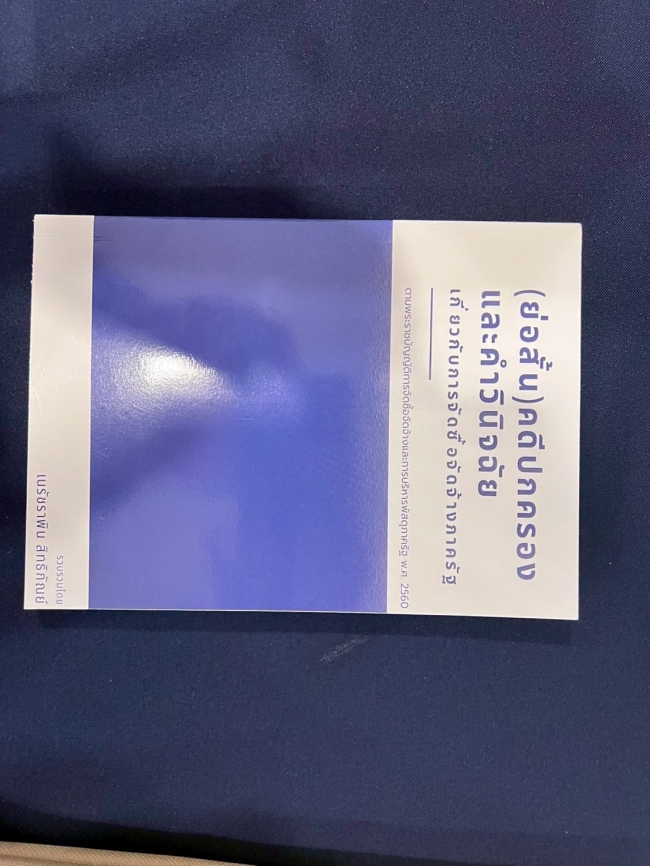 (ย่อสั้น)คดีปกครอง
และคำวินิจฉัย
เกี่ยวกับการจัดซื้อจัดจ้างภาครัฐ
ตามพระราชบัญญัติการจัดซื้อจัดจ้างและการบริหารพัสดุภาครัฐ พ.ศ. 2560
รวบรวมโดย
เมรัชราพิน สิทธิภัณย์